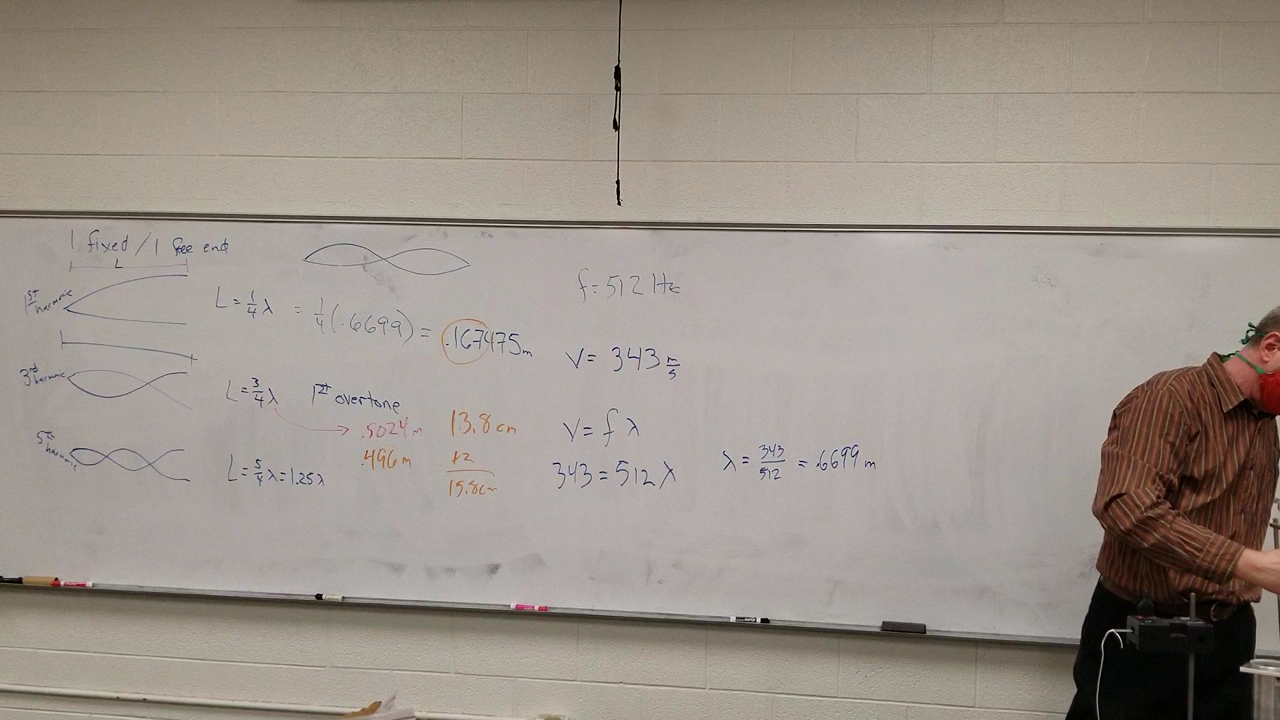 1 fixed / 1 free end
L
1st harmonic
L = 1/4 λ = 1/4 (.6699) = .167475 m
3rd harmonic
L = 3/4 λ
1st overtone
.5024 m
.496 m
13.8 cm
+2
15.8 cm
5th harmonic
L = 5/4 λ = 1.25 λ
f = 512 Hz
v = 343 m/s
v = f λ
343 = 512 λ
λ = 343/512 = .6699 m